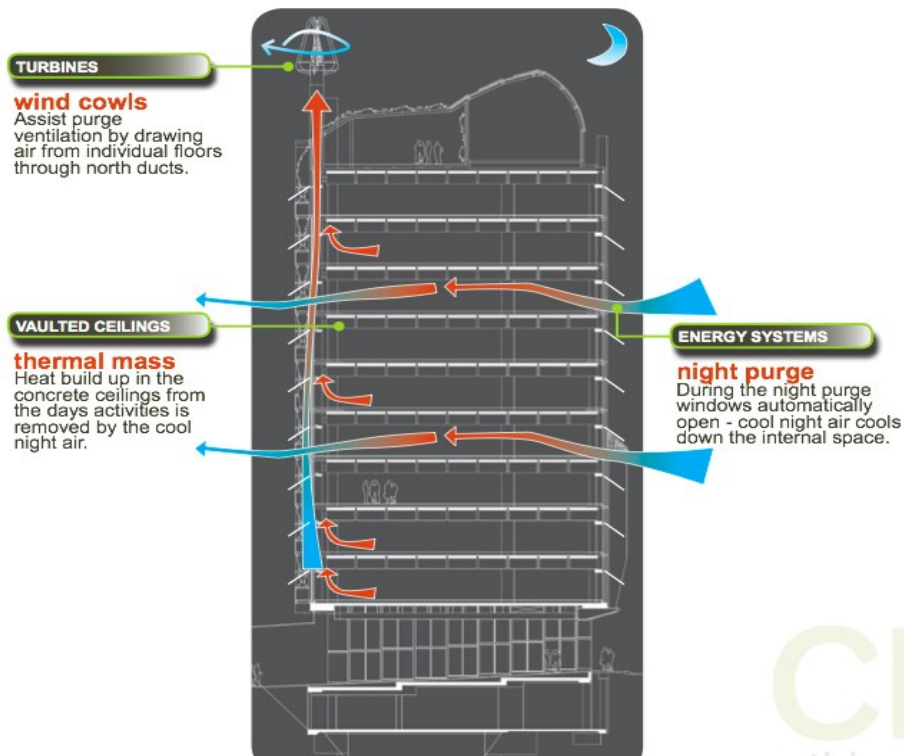 TURBINES
wind cowls
Assist purge
ventilation by drawing
air from individual floors
through north ducts.
VAULTED CEILINGS
thermal mass
Heat build up in the
concrete ceilings from
the days activities is
removed by the cool
night air.
ENERGY SYSTEMS
night purge
During the night purge
windows automatically
open - cool night air cools
down the internal space.